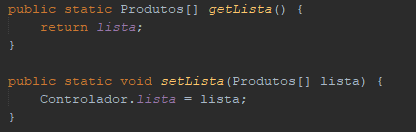 public static Produtos[] getLista() {
    return lista;
}

public static void setLista(Produtos[] lista) {
    Controlador.lista = lista;
}